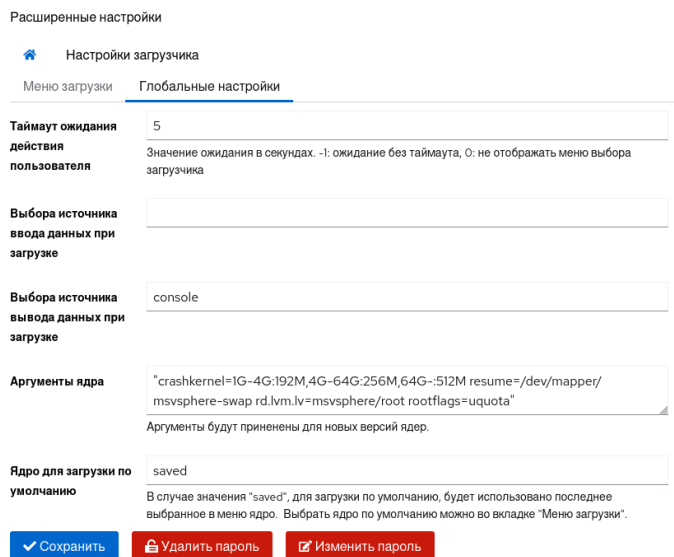 Расширенные настройки
Настройки загрузчика
Меню загрузки Глобальные настройки
Таймаут ожидания действия пользователя
5
Значение ожидания в секундах. -1: ожидание без таймаута, 0: не отображать меню выбора
загрузчика
Выбора источника
ввода данных при
загрузке
Выбора источника
вывода данных при
загрузке
console
Аргументы ядра
"crashkernel=1G-4G:192M,4G-64G:256M,64G-:512M resume=/dev/mapper/
msvsphere-swap rd.lvm.lv=msvsphere/root rootflags=uquota"
Аргументы будут приненены для новых версий ядер.
Ядро для загрузки по
умолчанию
saved
В случае значения "saved", для загрузки по умолчанию, будет использовано последнее
выбранное в меню ядро. Выбрать ядро по умолчанию можно во вкладке "Меню загрузки".
Сохранить Удалить пароль Изменить пароль